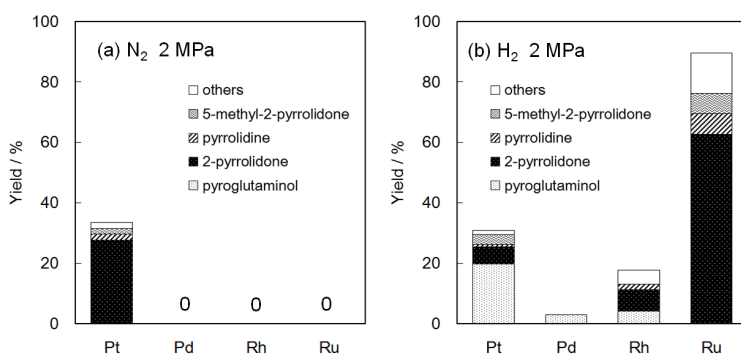 (a) N₂ 2 MPa
Yield / %
100
80
60
40
20
0
others
5-methyl-2-pyrrolidone
pyrrolidine
2-pyrrolidone
pyroglutaminol
0 0 0
Pt Pd Rh Ru
(b) H₂ 2 MPa
Yield / %
100
80
60
40
20
0
others
5-methyl-2-pyrrolidone
pyrrolidine
2-pyrrolidone
pyroglutaminol
Pt Pd Rh Ru